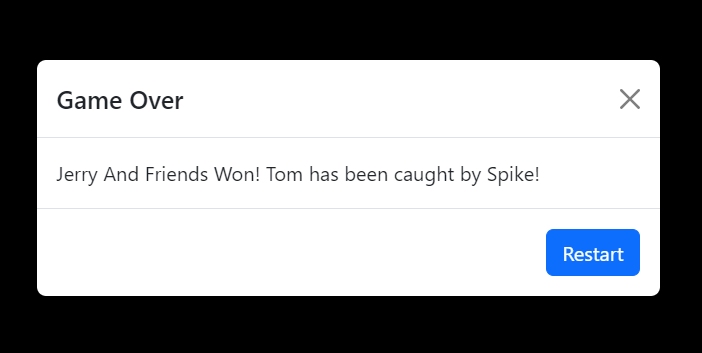 Game Over
Jerry And Friends Won! Tom has been caught by Spike!
Restart